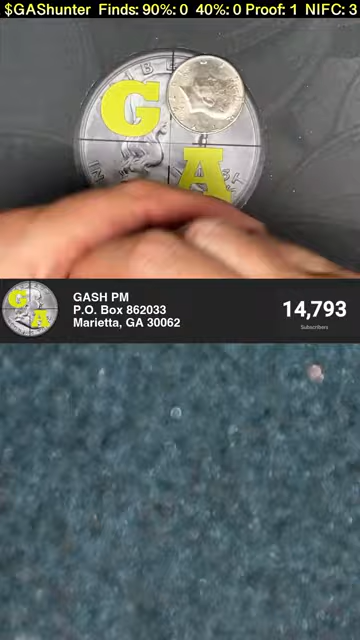 $GAShunter Finds: 90%: 0 40%: 0 Proof: 1 NIFC: 3
G
A
GASH PM
P.O. Box 862033
Marietta, GA 30062
14,793
Subscribers
G
A